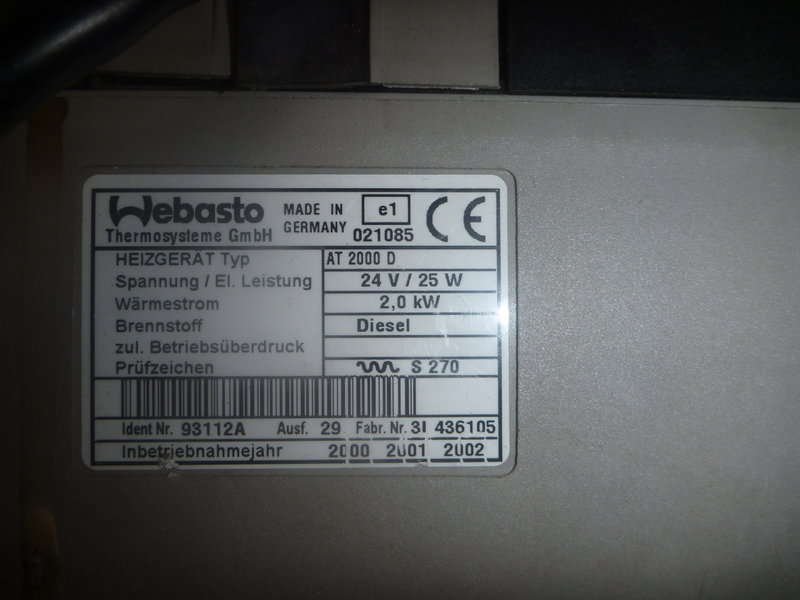 Webasto MADE IN GERMANY e1 CE
Thermosysteme GmbH 021085
HEIZGERÄT Typ AT 2000 D
Spannung / El. Leistung 24 V / 25 W
Wärmestrom 2,0 kW
Brennstoff Diesel
zul. Betriebsüberdruck
Prüfzeichen S 270
Ident Nr. 93112A Ausf. 29 Fabr. Nr. 3I 436105
Inbetriebnahmejahr 2000 2001 2002